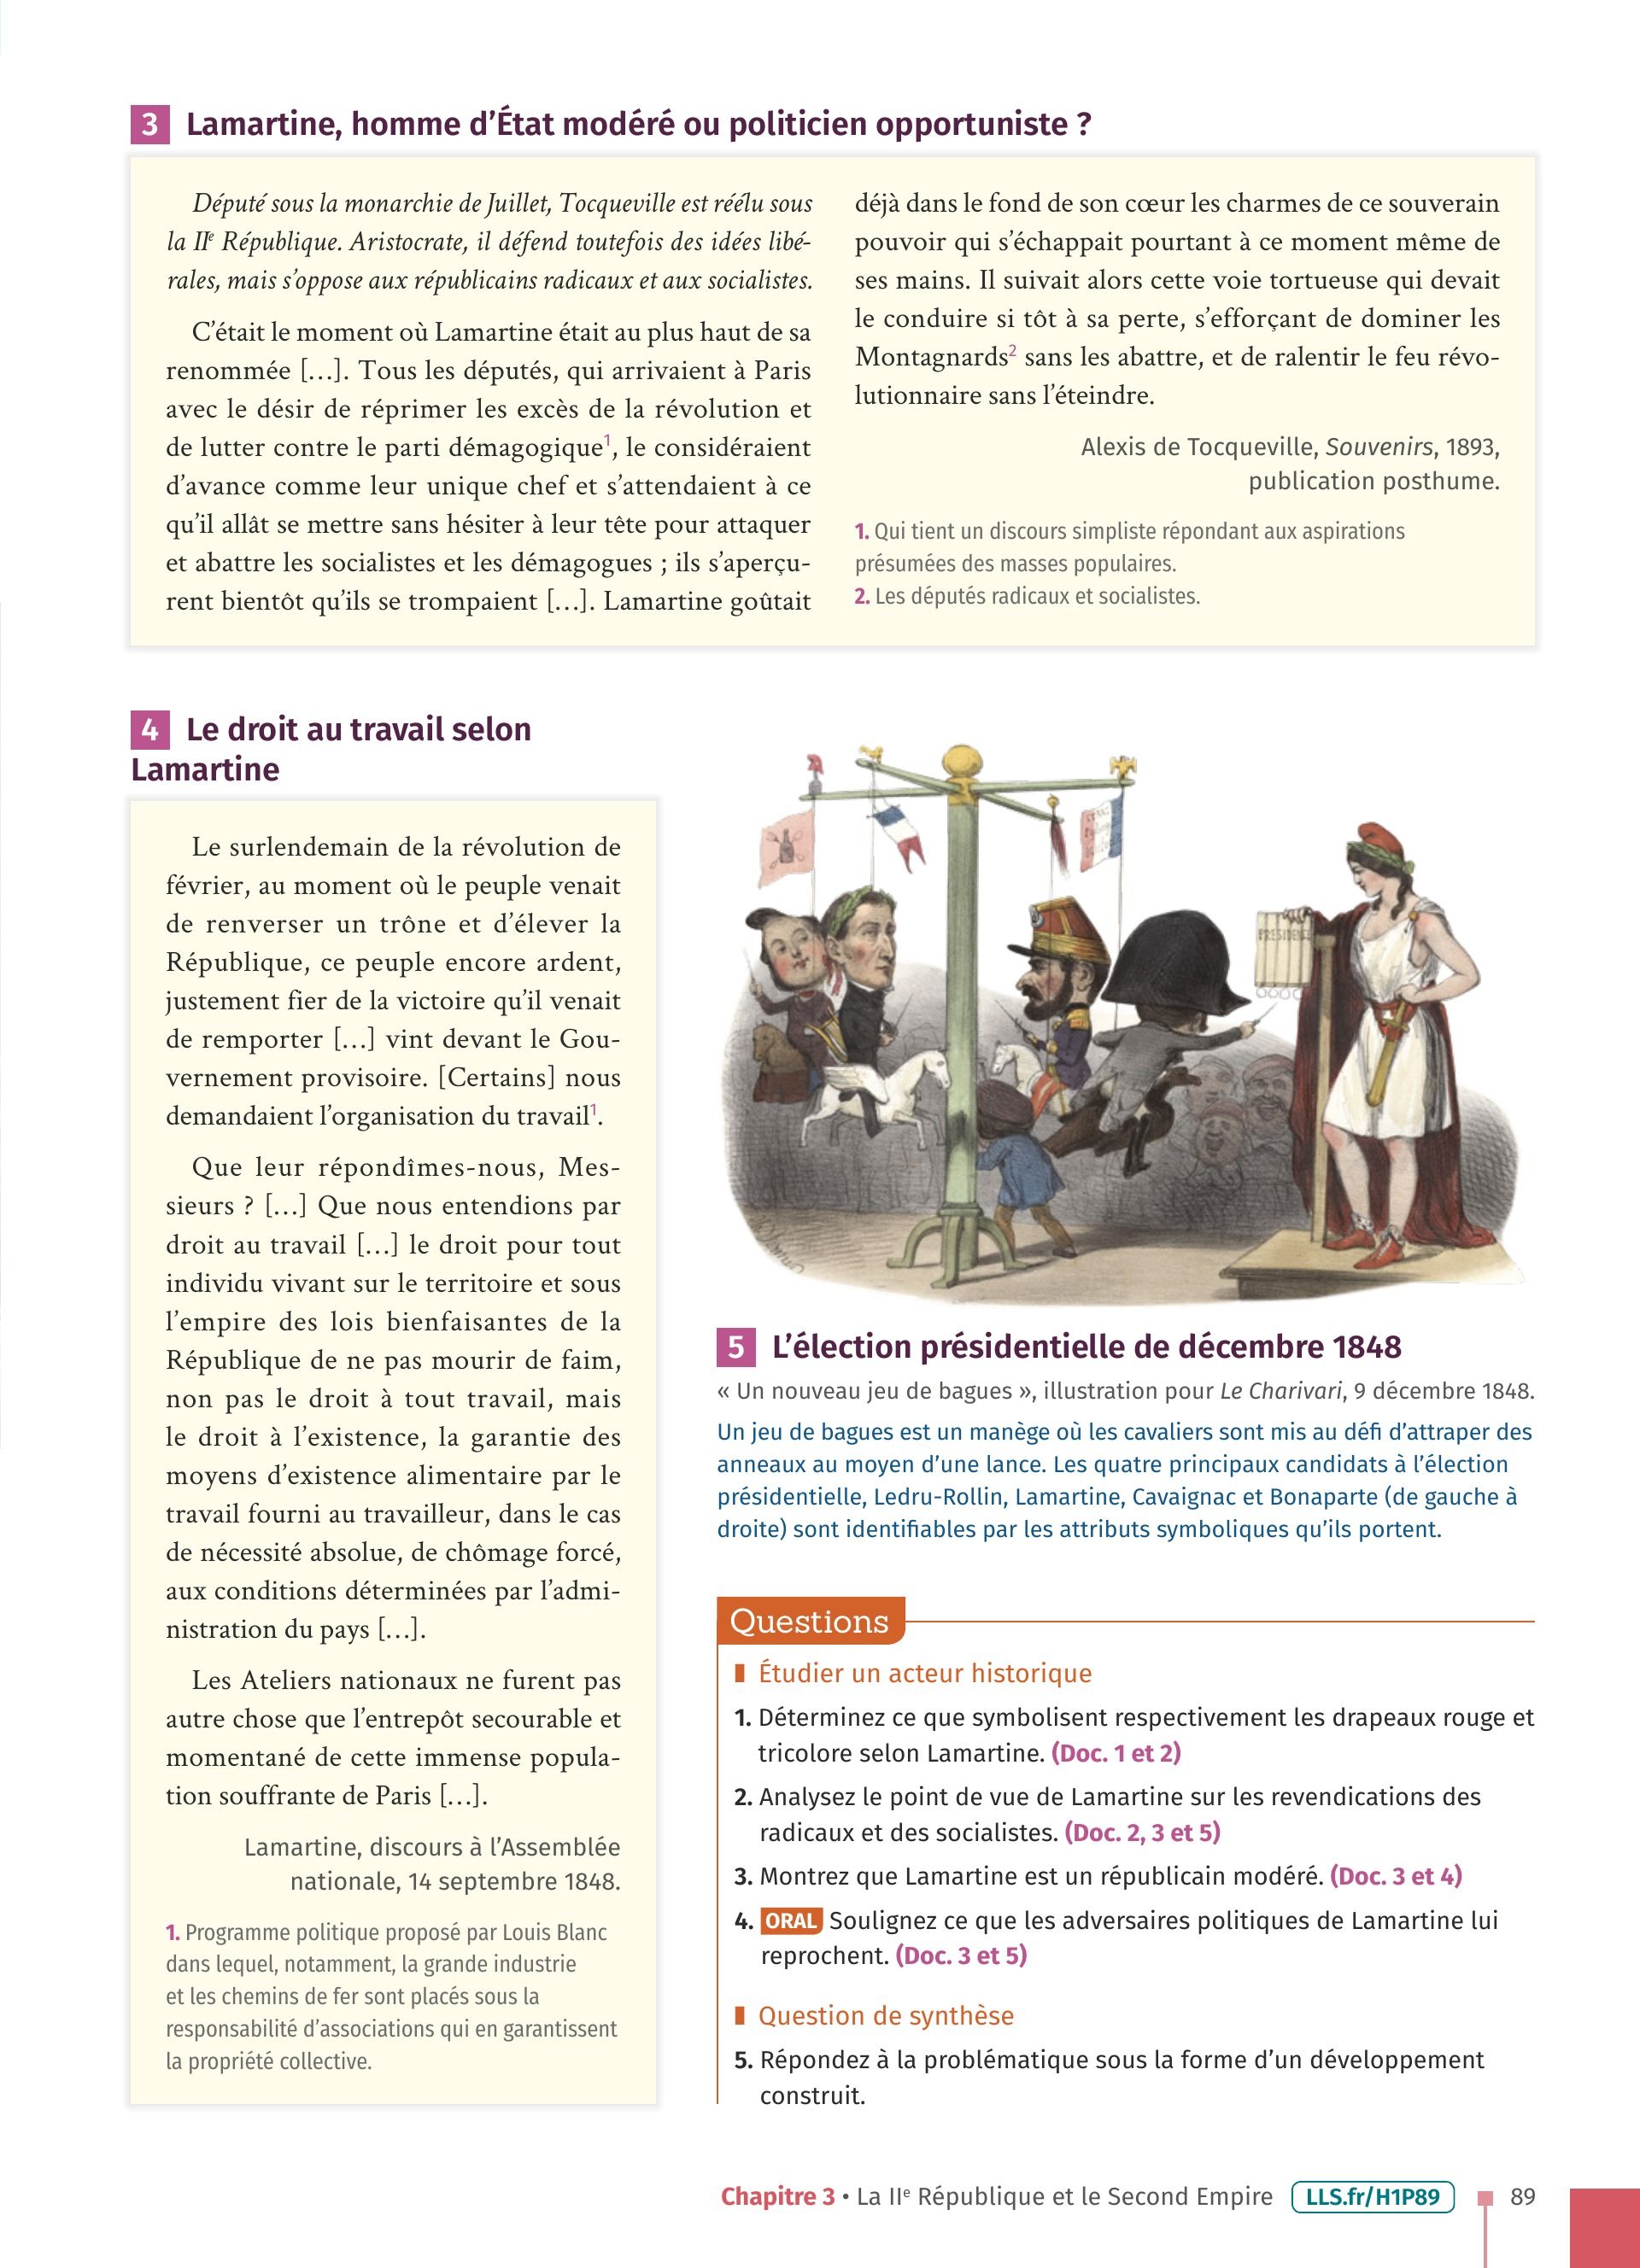 3 Lamartine, homme d’État modéré ou politicien opportuniste ?
Député sous la monarchie de Juillet, Tocqueville est réélu sous
la IIe République. Aristocrate, il défend toutefois des idées libé-
rales, mais s’oppose aux républicains radicaux et aux socialistes.
C’était le moment où Lamartine était au plus haut de sa
renommée [...]. Tous les députés, qui arrivaient à Paris
avec le désir de réprimer les excès de la révolution et
de lutter contre le parti démagogique1, le considéraient
d’avance comme leur unique chef et s’attendaient à ce
qu’il allât se mettre sans hésiter à leur tête pour attaquer
et abattre les socialistes et les démagogues ; ils s’aperçu-
rent bientôt qu’ils se trompaient [...]. Lamartine goûtait
déjà dans le fond de son cœur les charmes de ce souverain
pouvoir qui s’échappait pourtant à ce moment même de
ses mains. Il suivait alors cette voie tortueuse qui devait
le conduire si tôt à sa perte, s’efforçant de dominer les
Montagnards2 sans les abattre, et de ralentir le feu révo-
lutionnaire sans l’éteindre.
Alexis de Tocqueville, Souvenirs, 1893,
publication posthume.
1. Qui tient un discours simpliste répondant aux aspirations
présumées des masses populaires.
2. Les députés radicaux et socialistes.
4 Le droit au travail selon
Lamartine
Le surlendemain de la révolution de
février, au moment où le peuple venait
de renverser un trône et d’élever la
République, ce peuple encore ardent,
justement fier de la victoire qu’il venait
de remporter [...] vint devant le Gou-
vernement provisoire. [Certains] nous
demandaient l’organisation du travail1.
Que leur répondîmes-nous, Mes-
sieurs ? [...] Que nous entendions par
droit au travail [...] le droit pour tout
individu vivant sur le territoire et sous
l’empire des lois bienfaisantes de la
République de ne pas mourir de faim,
non pas le droit à tout travail, mais
le droit à l’existence, la garantie des
moyens d’existence alimentaire par le
travail fourni au travailleur, dans le cas
de nécessité absolue, de chômage forcé,
aux conditions déterminées par l’admi-
nistration du pays [...].
Les Ateliers nationaux ne furent pas
autre chose que l’entrepôt secourable et
momentané de cette immense popula-
tion souffrante de Paris [...].
Lamartine, discours à l’Assemblée
nationale, 14 septembre 1848.
1. Programme politique proposé par Louis Blanc
dans lequel, notamment, la grande industrie
et les chemins de fer sont placés sous la
responsabilité d’associations qui en garantissent
la propriété collective.
PRESIDENCE
5 L’élection présidentielle de décembre 1848
« Un nouveau jeu de bagues », illustration pour Le Charivari, 9 décembre 1848.
Un jeu de bagues est un manège où les cavaliers sont mis au défi d’attraper des
anneaux au moyen d’une lance. Les quatre principaux candidats à l’élection
présidentielle, Ledru-Rollin, Lamartine, Cavaignac et Bonaparte (de gauche à
droite) sont identifiables par les attributs symboliques qu’ils portent.
Questions
Étudier un acteur historique
1. Déterminez ce que symbolisent respectivement les drapeaux rouge et
tricolore selon Lamartine. (Doc. 1 et 2)
2. Analysez le point de vue de Lamartine sur les revendications des
radicaux et des socialistes. (Doc. 2, 3 et 5)
3. Montrez que Lamartine est un républicain modéré. (Doc. 3 et 4)
4. ORAL Soulignez ce que les adversaires politiques de Lamartine lui
reprochent. (Doc. 3 et 5)
Question de synthèse
5. Répondez à la problématique sous la forme d’un développement
construit.
Chapitre 3 • La IIe République et le Second Empire LLS.fr/H1P89 89